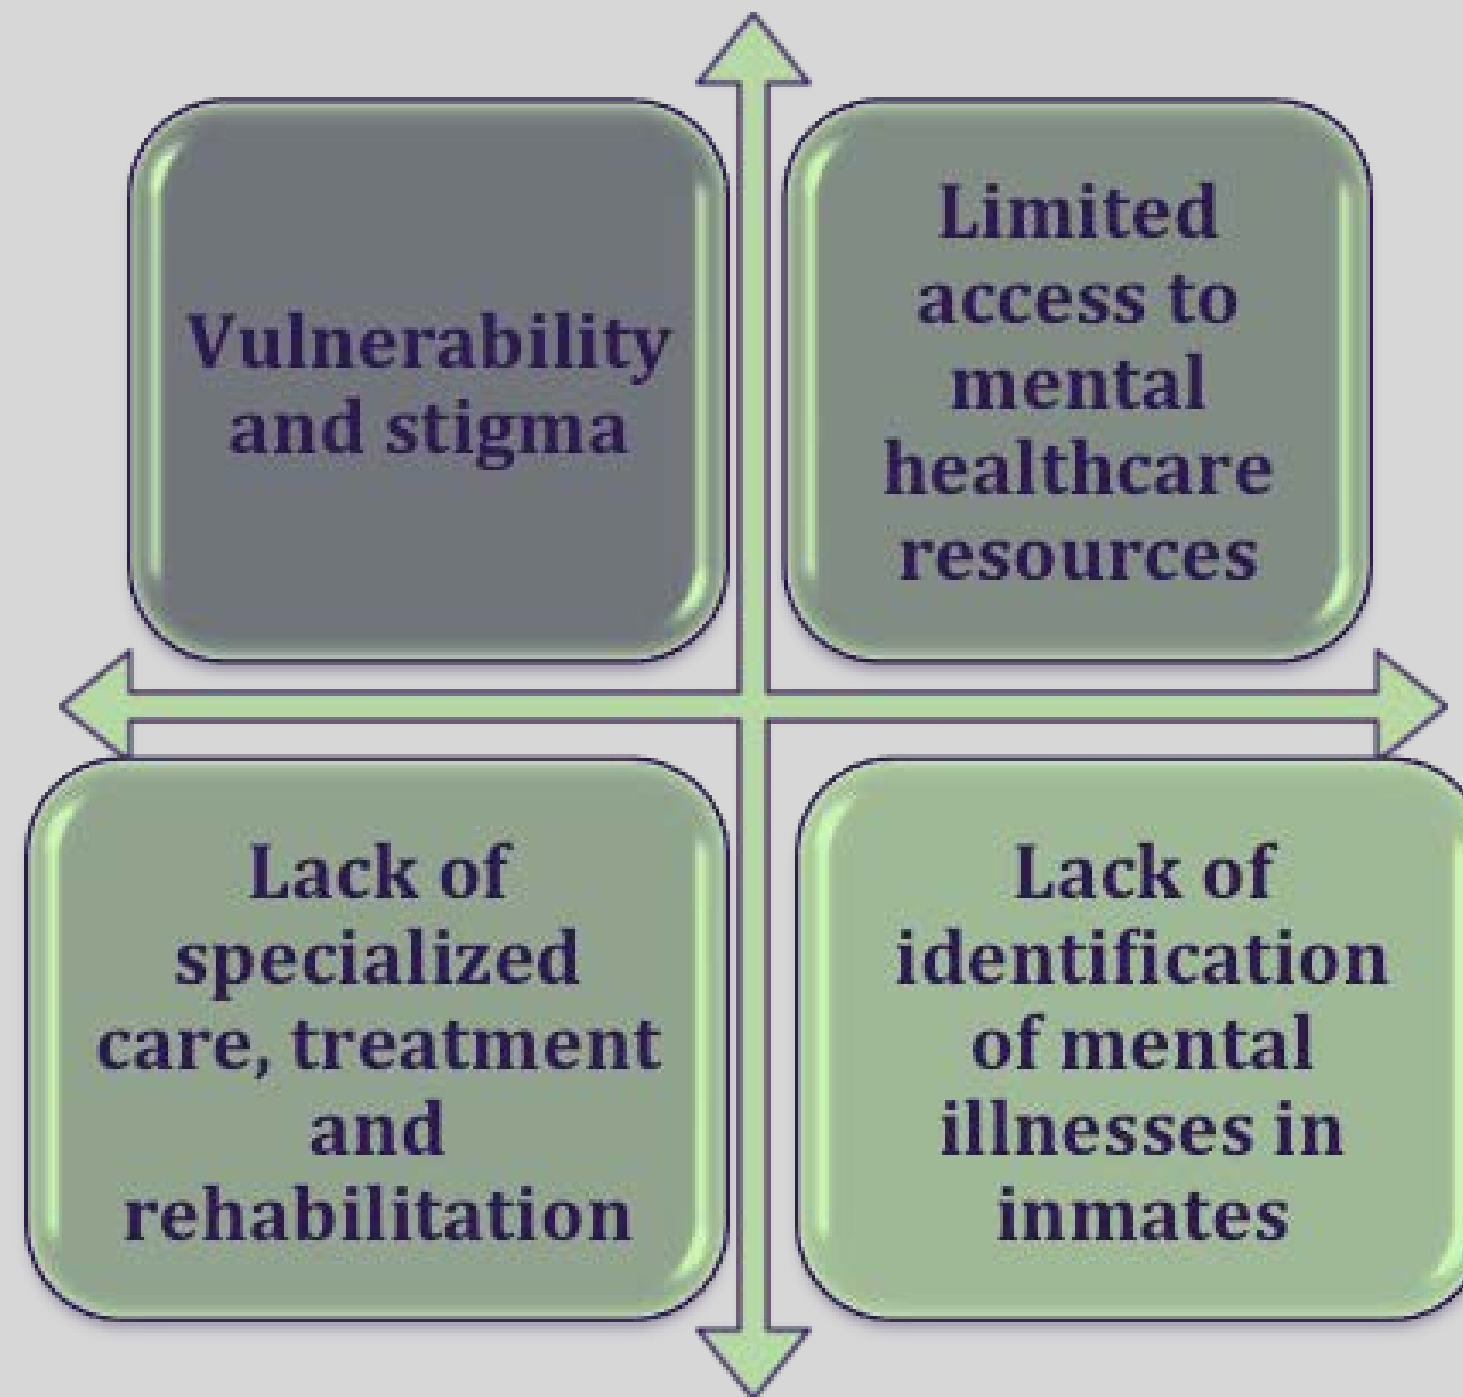 Vulnerability
and stigma
Limited
access to
mental
healthcare
resources
Lack of
specialized
care, treatment
and
rehabilitation
Lack of
identification
of mental
illnesses in
inmates